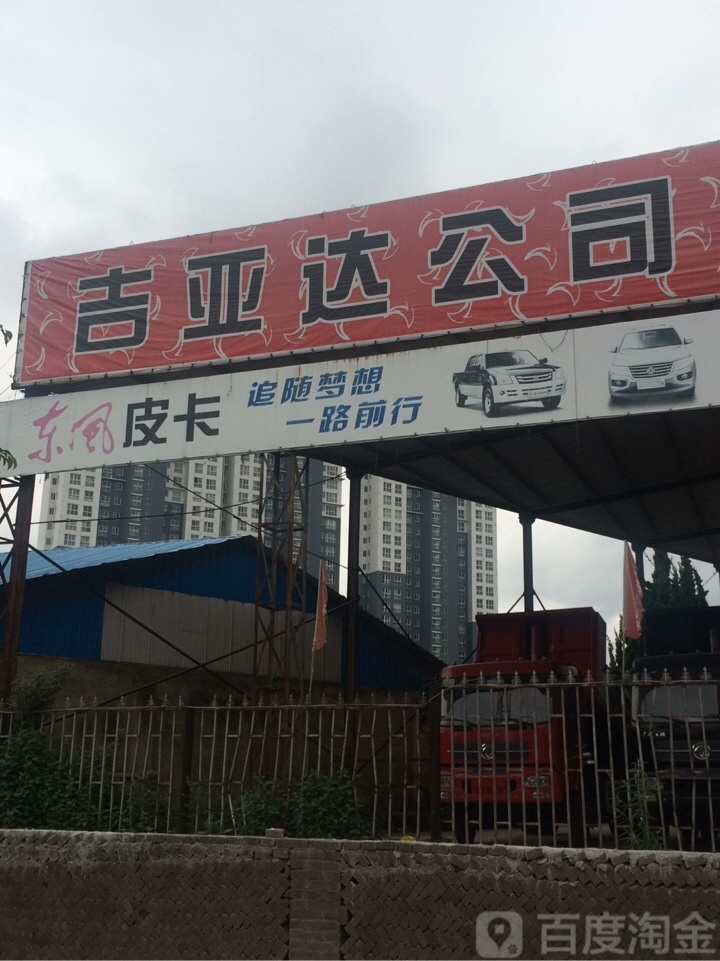 吉亚达公司
东风皮卡 追随梦想
一路前行
百度淘金